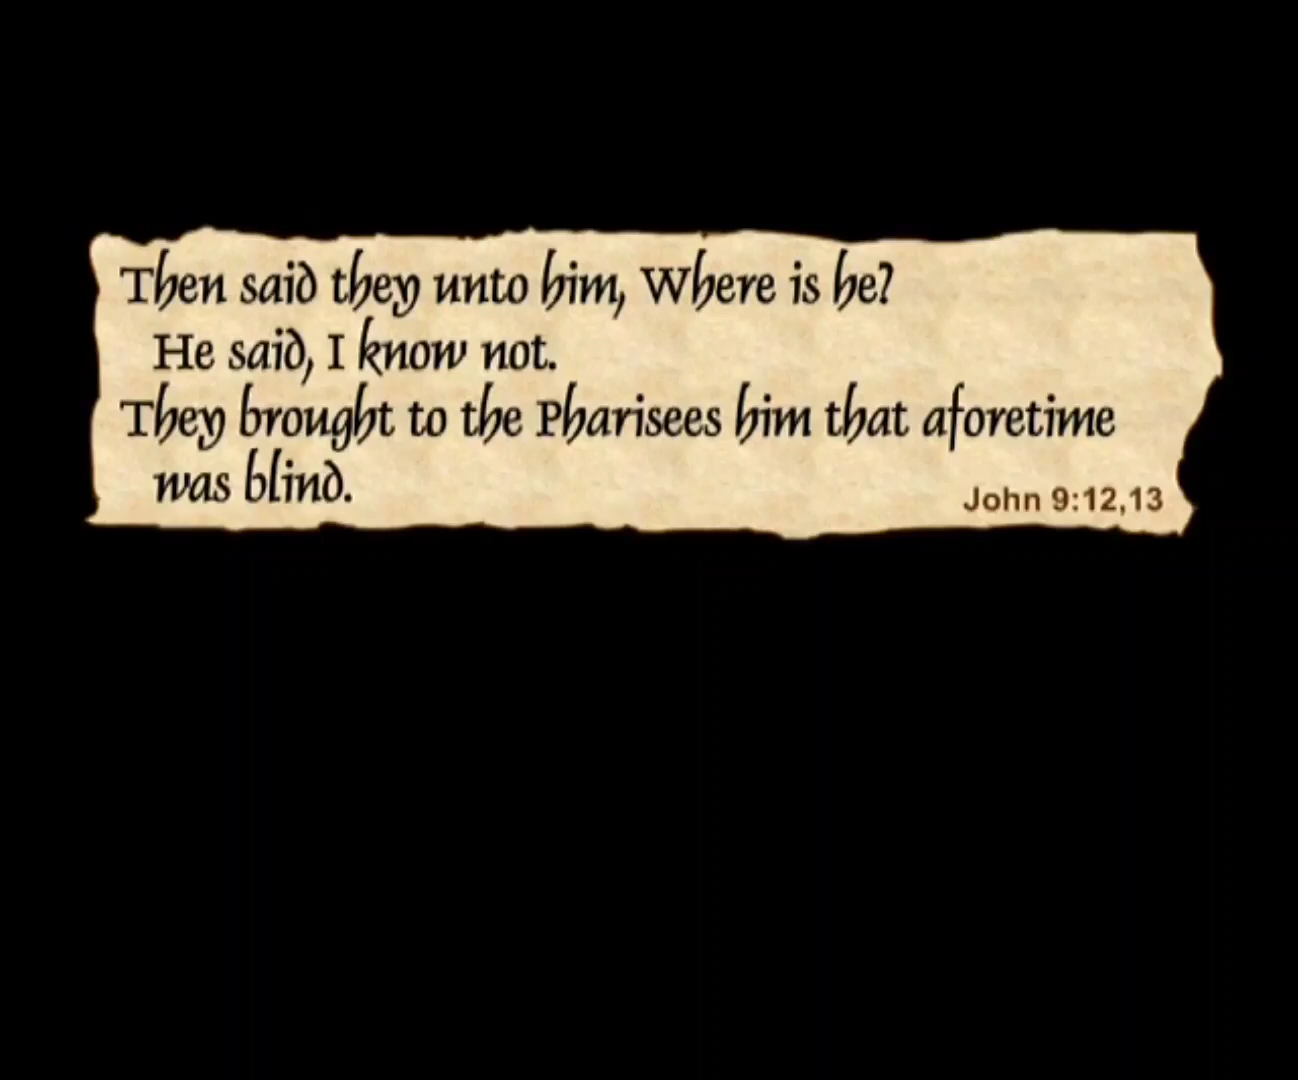 Then said they unto him, Where is he?
He said, I know not.
They brought to the Pharisees him that aforetime
was blind.
John 9:12,13